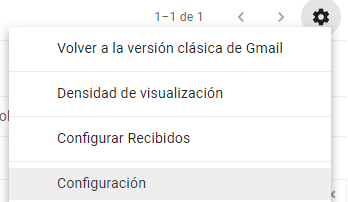 1–1 de 1
Volver a la versión clásica de Gmail
Densidad de visualización
Configurar Recibidos
Configuración